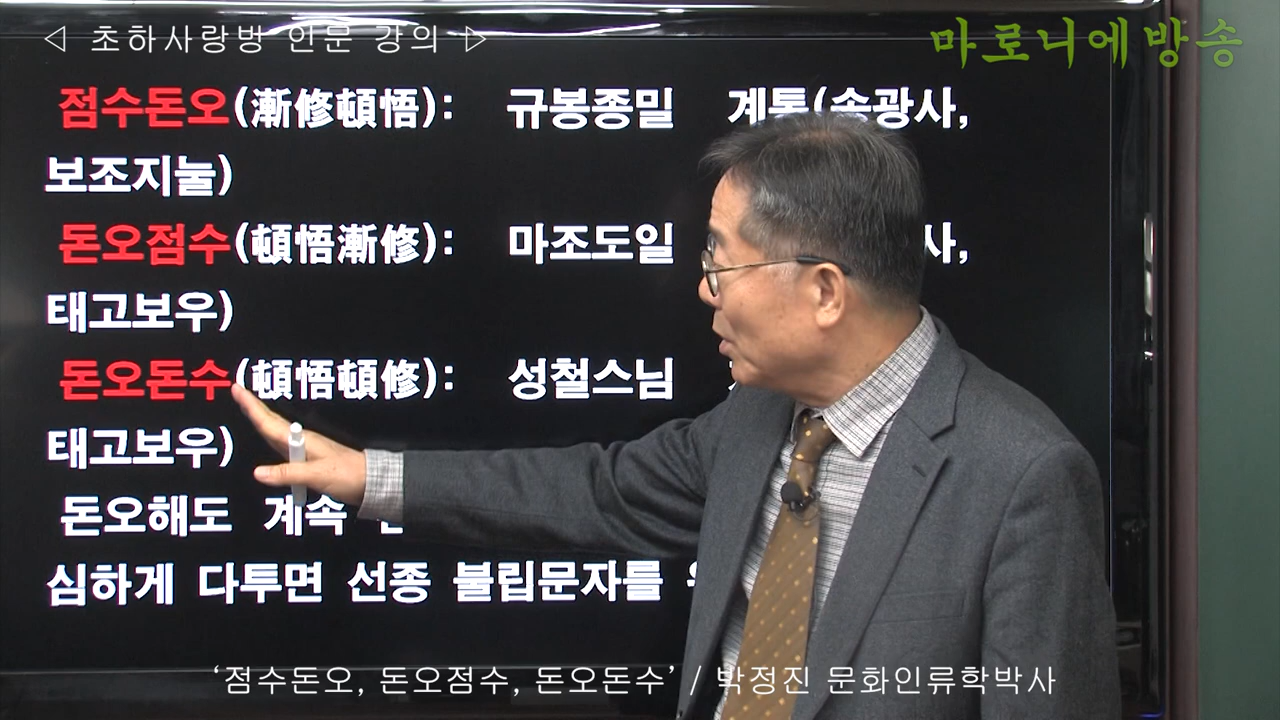 ◁ 초하사랑방 인문 강의 ▷
마로니에방송
점수돈오(漸修頓悟): 규봉종밀 계통(송광사,
보조지눌)
돈오점수(頓悟漸修): 마조도일 사,
태고보우)
돈오돈수(頓悟頓修): 성철스님
태고보우)
돈오해도 계속
심하게 다투면 선종 불립문자를
‘점수돈오, 돈오점수, 돈오돈수’ / 박정진 문화인류학박사